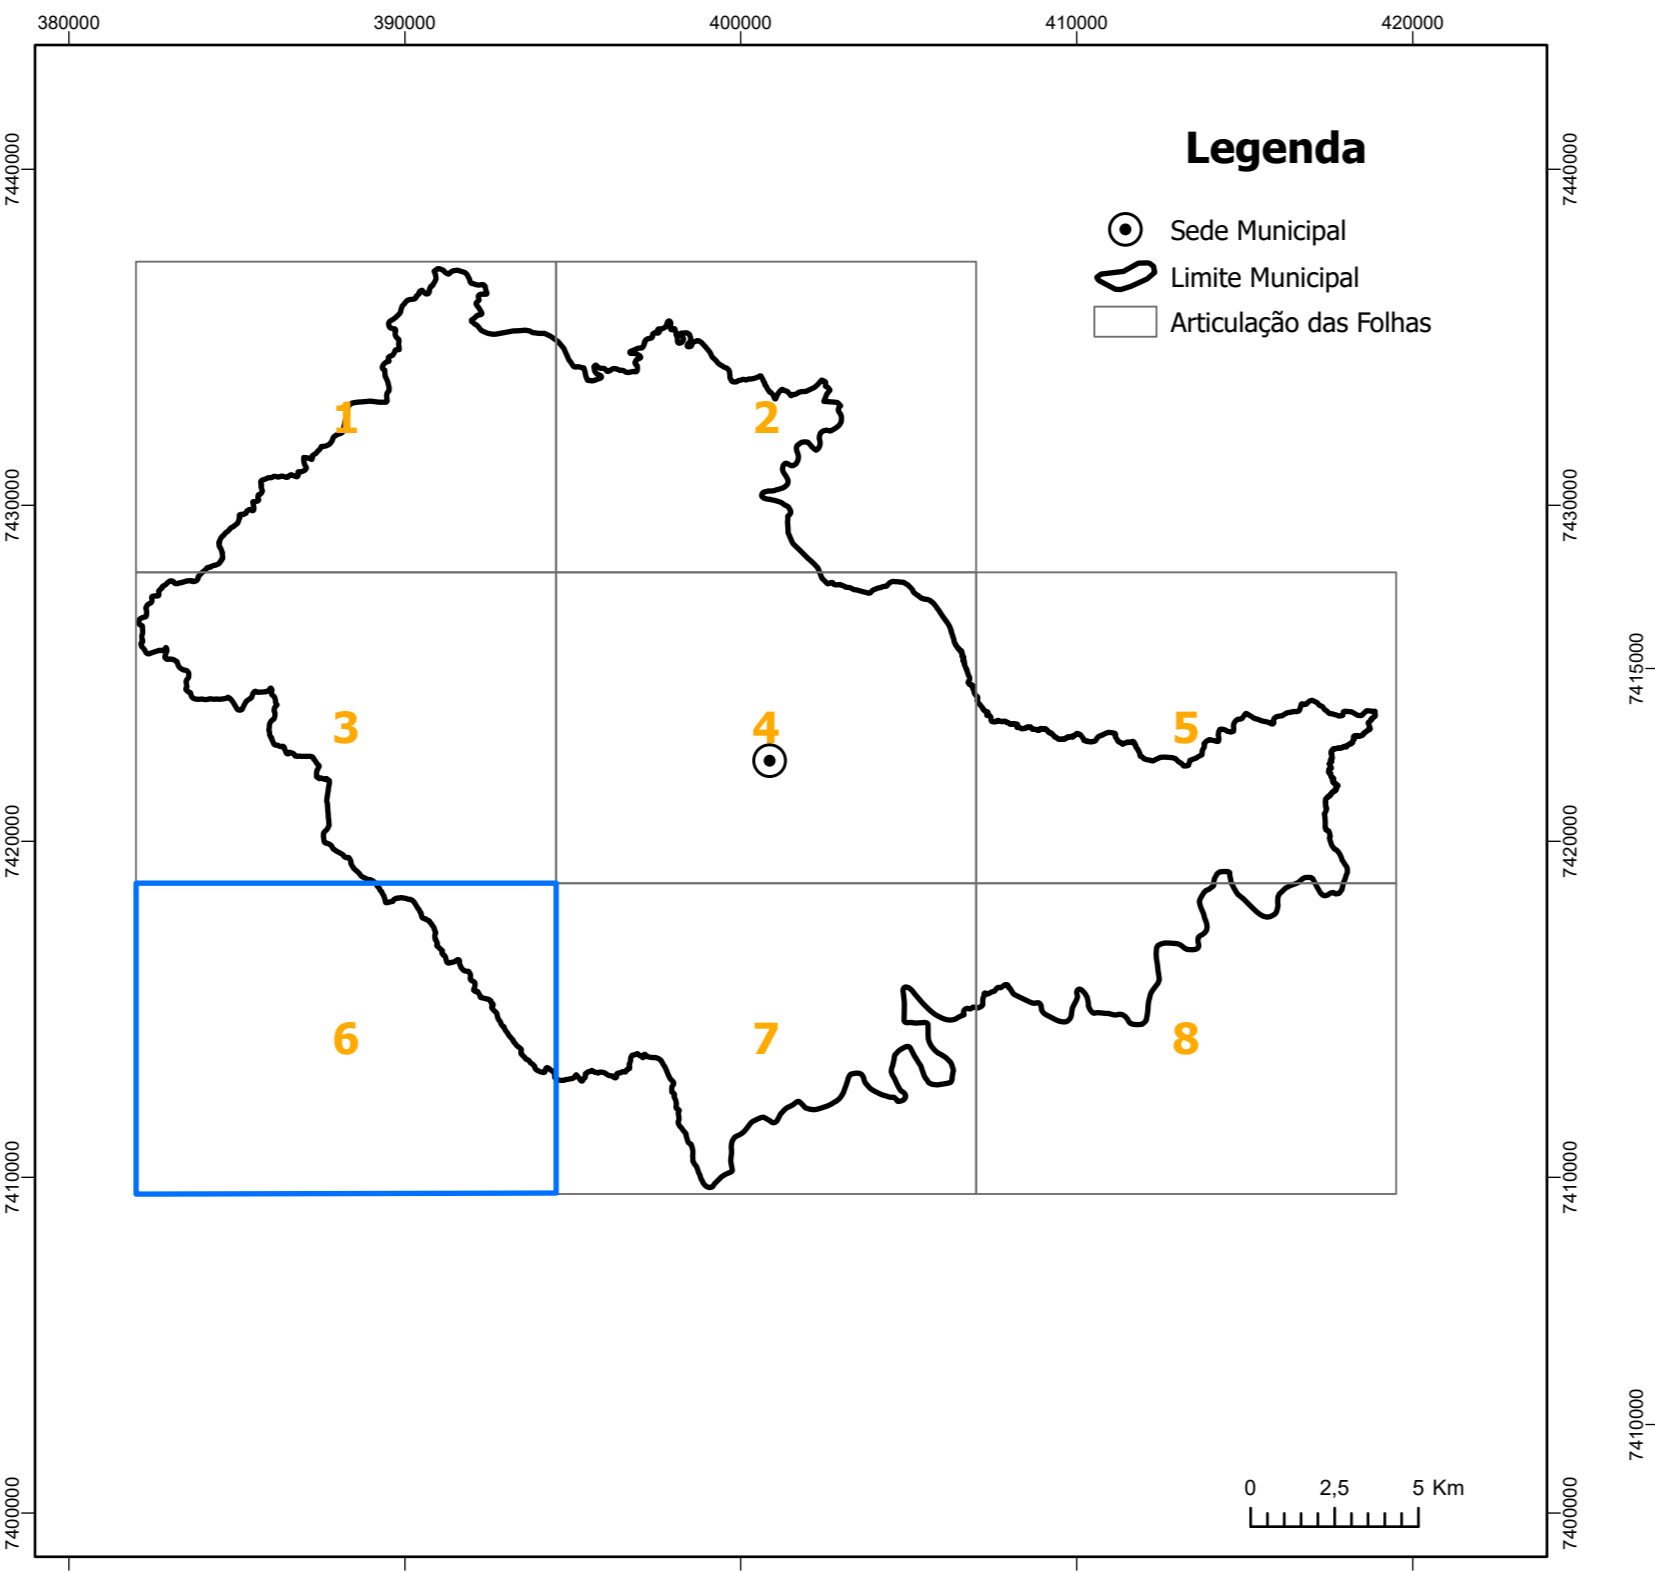 380000 390000 400000 410000 420000
Legenda
Sede Municipal
Limite Municipal
Articulação das Folhas
7440000 7440000
1 2
7430000 7430000
7415000
3 4 5
7420000 7420000
6 7 8
7410000 7410000
7410000
0 2,5 5 Km
7400000 7400000